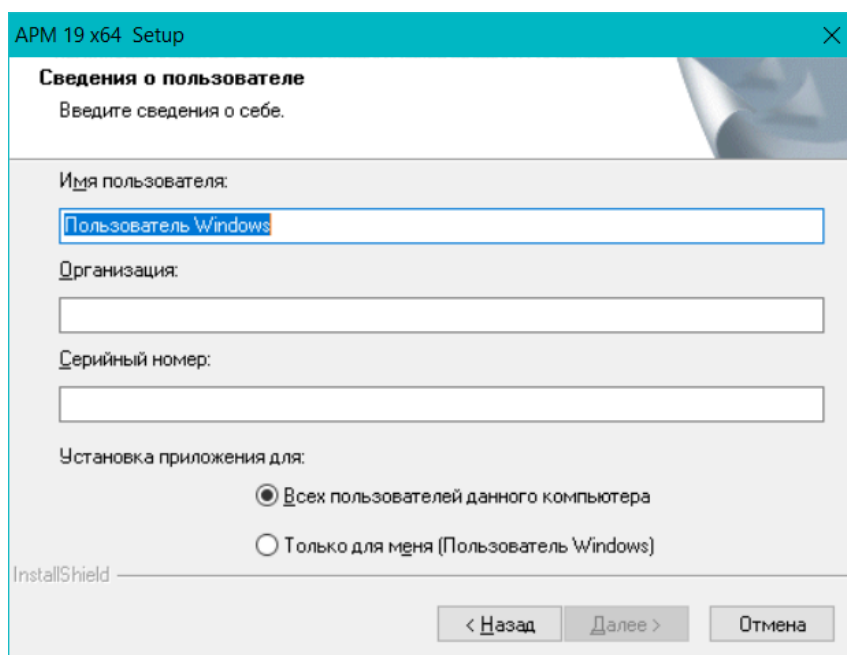 APM 19 x64 Setup
Сведения о пользователе
Введите сведения о себе.
Имя пользователя:
Пользователь Windows
Организация:
Серийный номер:
Установка приложения для:
Всех пользователей данного компьютера
Только для меня (Пользователь Windows)
InstallShield
< Назад Далее > Отмена